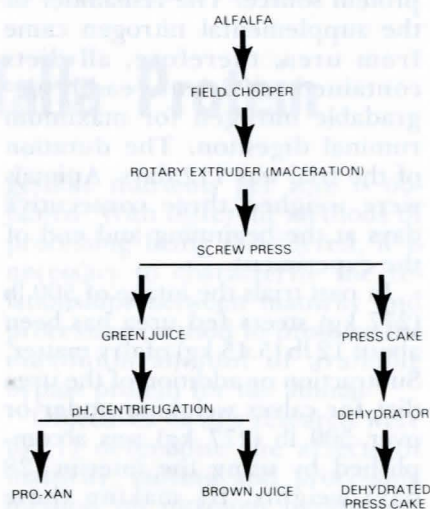 ALFALFA
FIELD CHOPPER
ROTARY EXTRUDER (MACERATION)
SCREW PRESS
GREEN JUICE
PRESS CAKE
pH, CENTRIFUGATION
DEHYDRATOR
PRO-XAN
BROWN JUICE
DEHYDRATED
PRESS CAKE